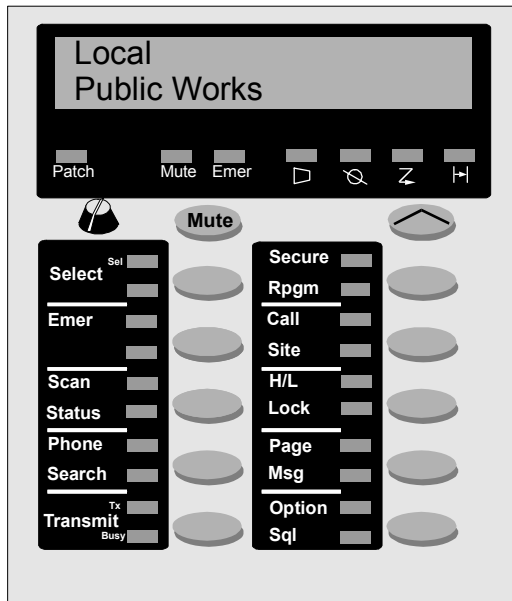 Local
Public Works
Patch
Mute
Emer
Mute
Sel
Select
Emer
Scan
Status
Phone
Search
Tx
Transmit
Busy
Secure
Rpgm
Call
Site
H/L
Lock
Page
Msg
Option
Sql